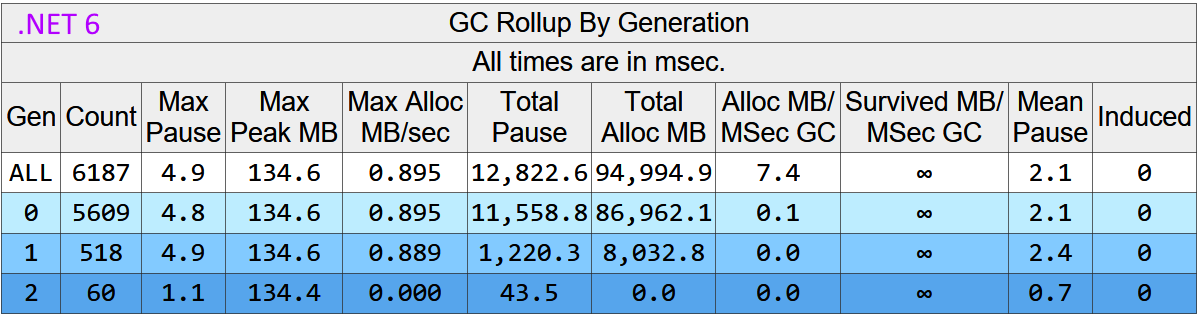 .NET 6 GC Rollup By Generation
All times are in msec.
Gen Count Max Pause Max Peak MB Max Alloc MB/sec Total Pause Total Alloc MB Alloc MB/ MSec GC Survived MB/ MSec GC Mean Pause Induced
ALL 6187 4.9 134.6 0.895 12,822.6 94,994.9 7.4 ∞ 2.1 0
0 5609 4.8 134.6 0.895 11,558.8 86,962.1 0.1 ∞ 2.1 0
1 518 4.9 134.6 0.889 1,220.3 8,032.8 0.0 ∞ 2.4 0
2 60 1.1 134.4 0.000 43.5 0.0 0.0 ∞ 0.7 0